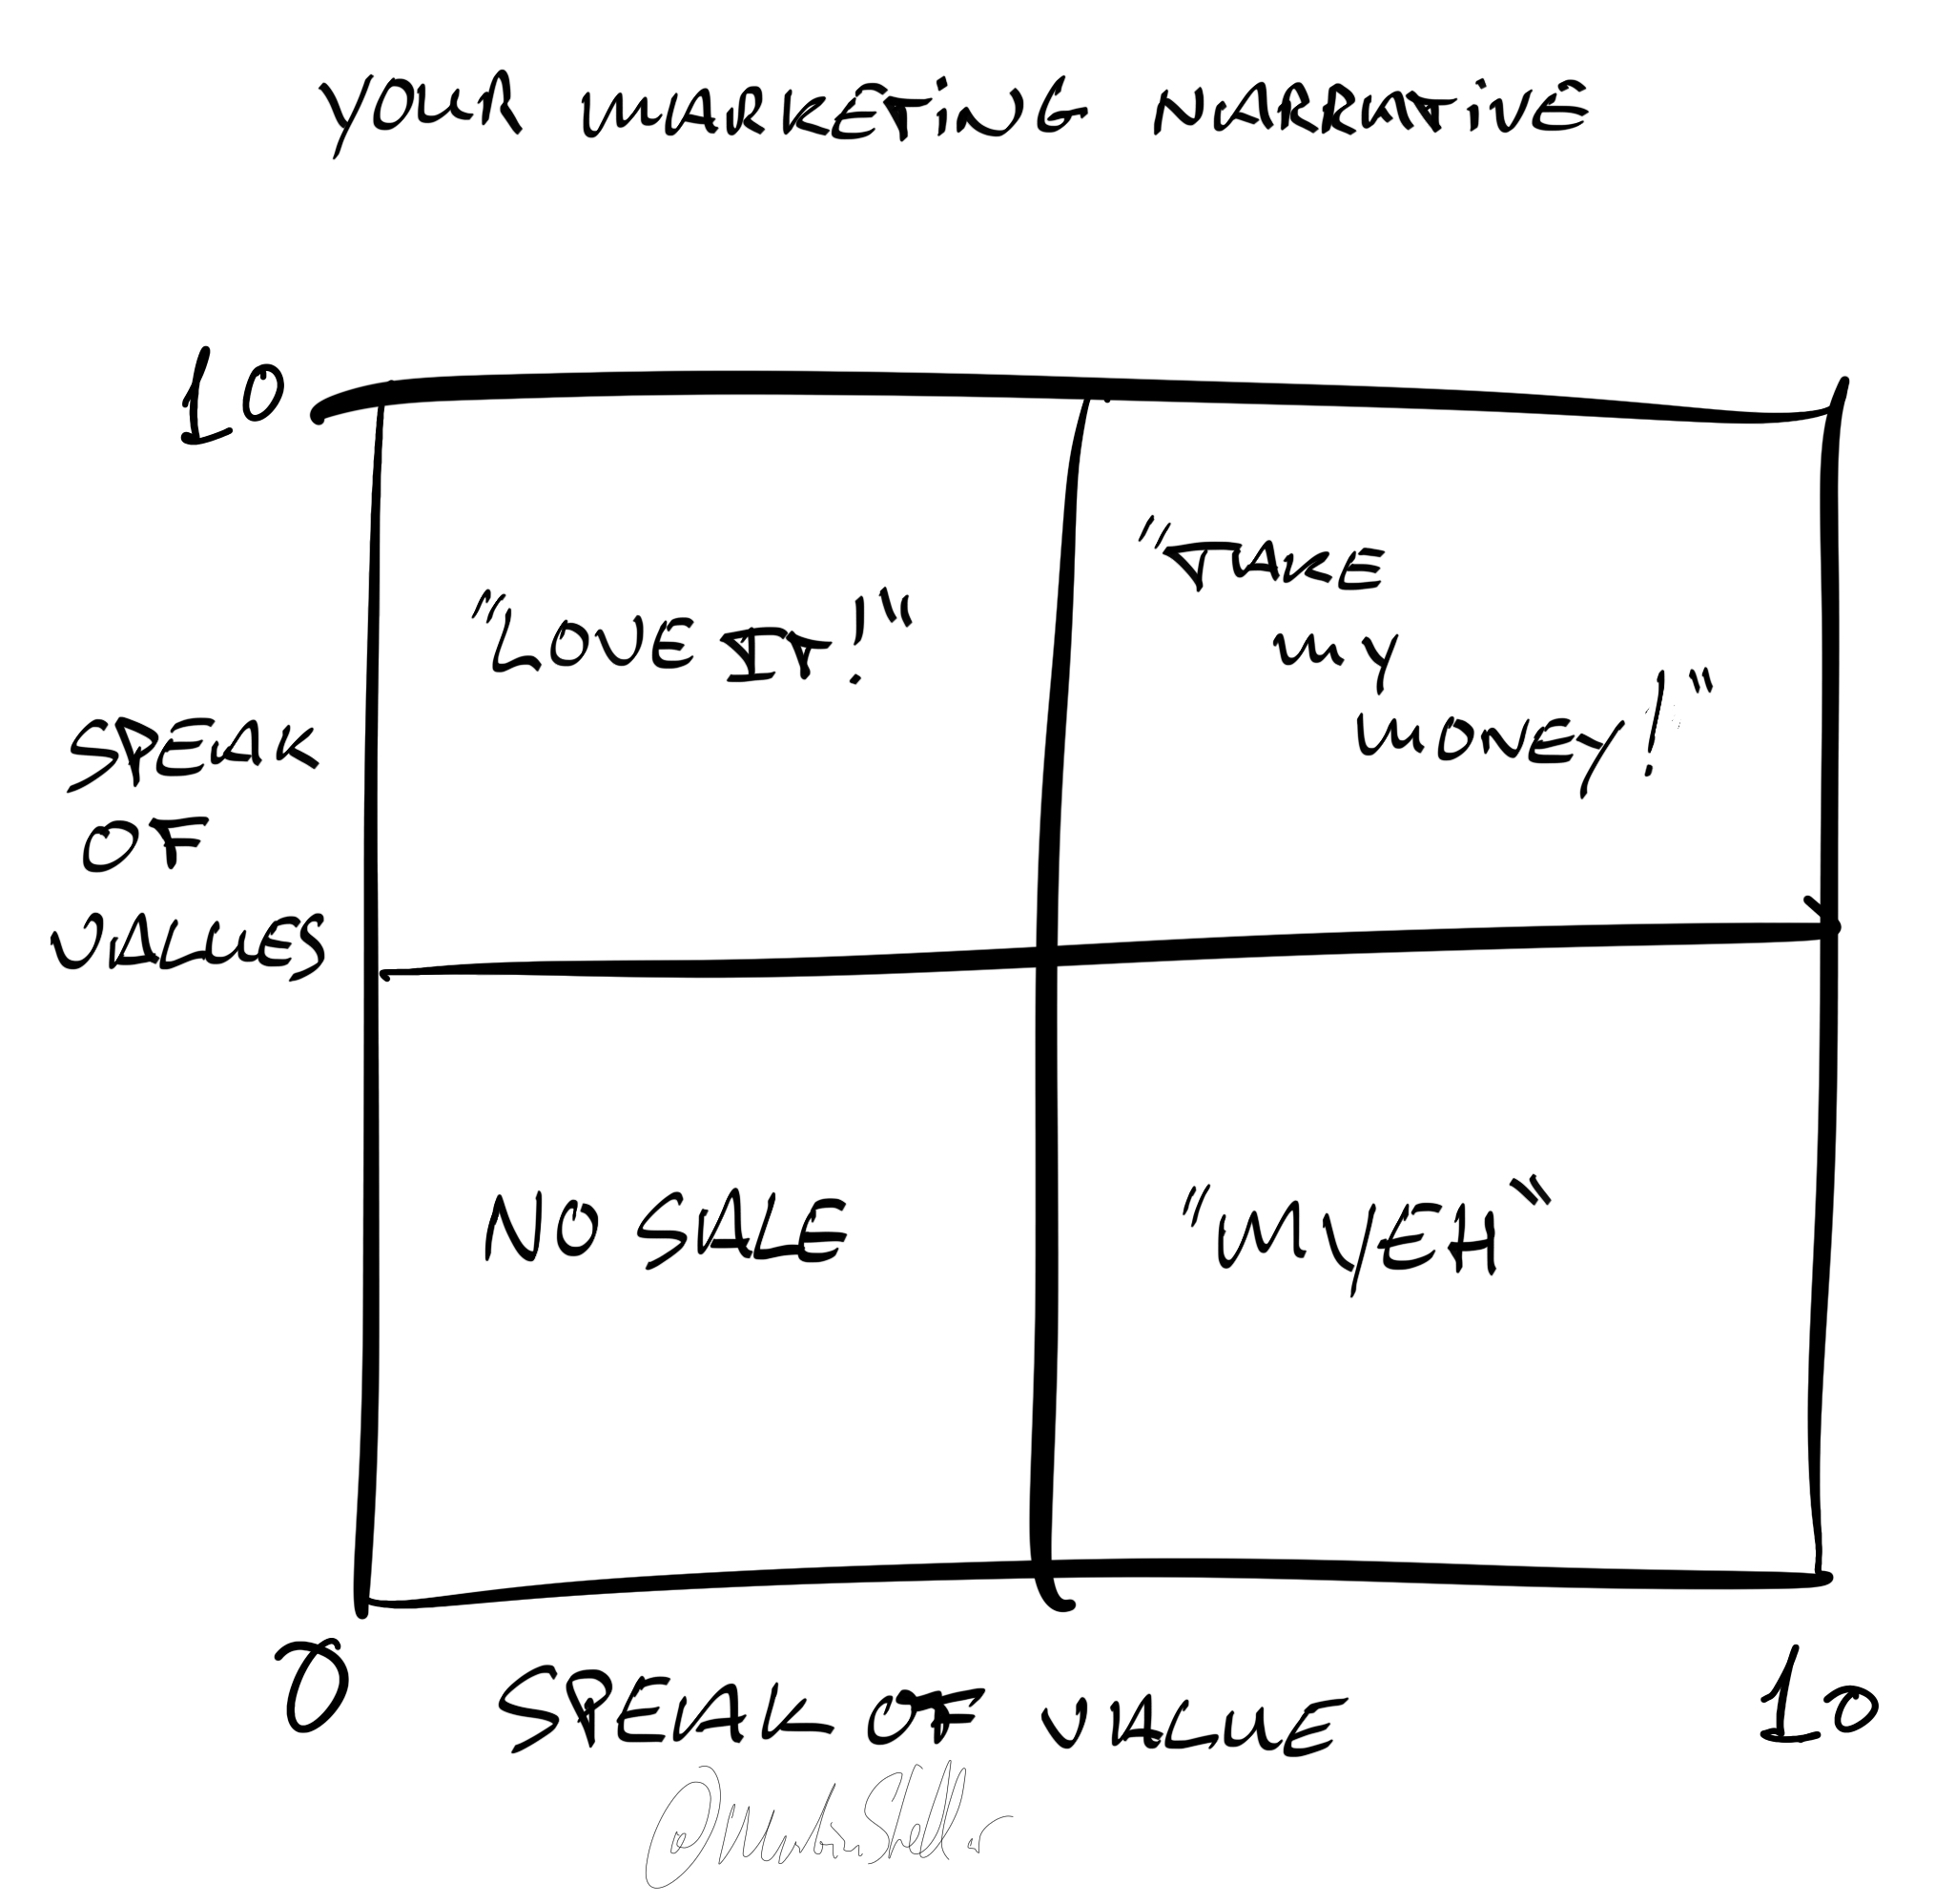 YOUR MARKETING NARRATIVE
10
"LOVE IT!"
"TAKE
MY
MONEY!"
SPEAK
OF
VALUES
NO SALE
"MYEH"
0
SPEAK OF VALUE
10